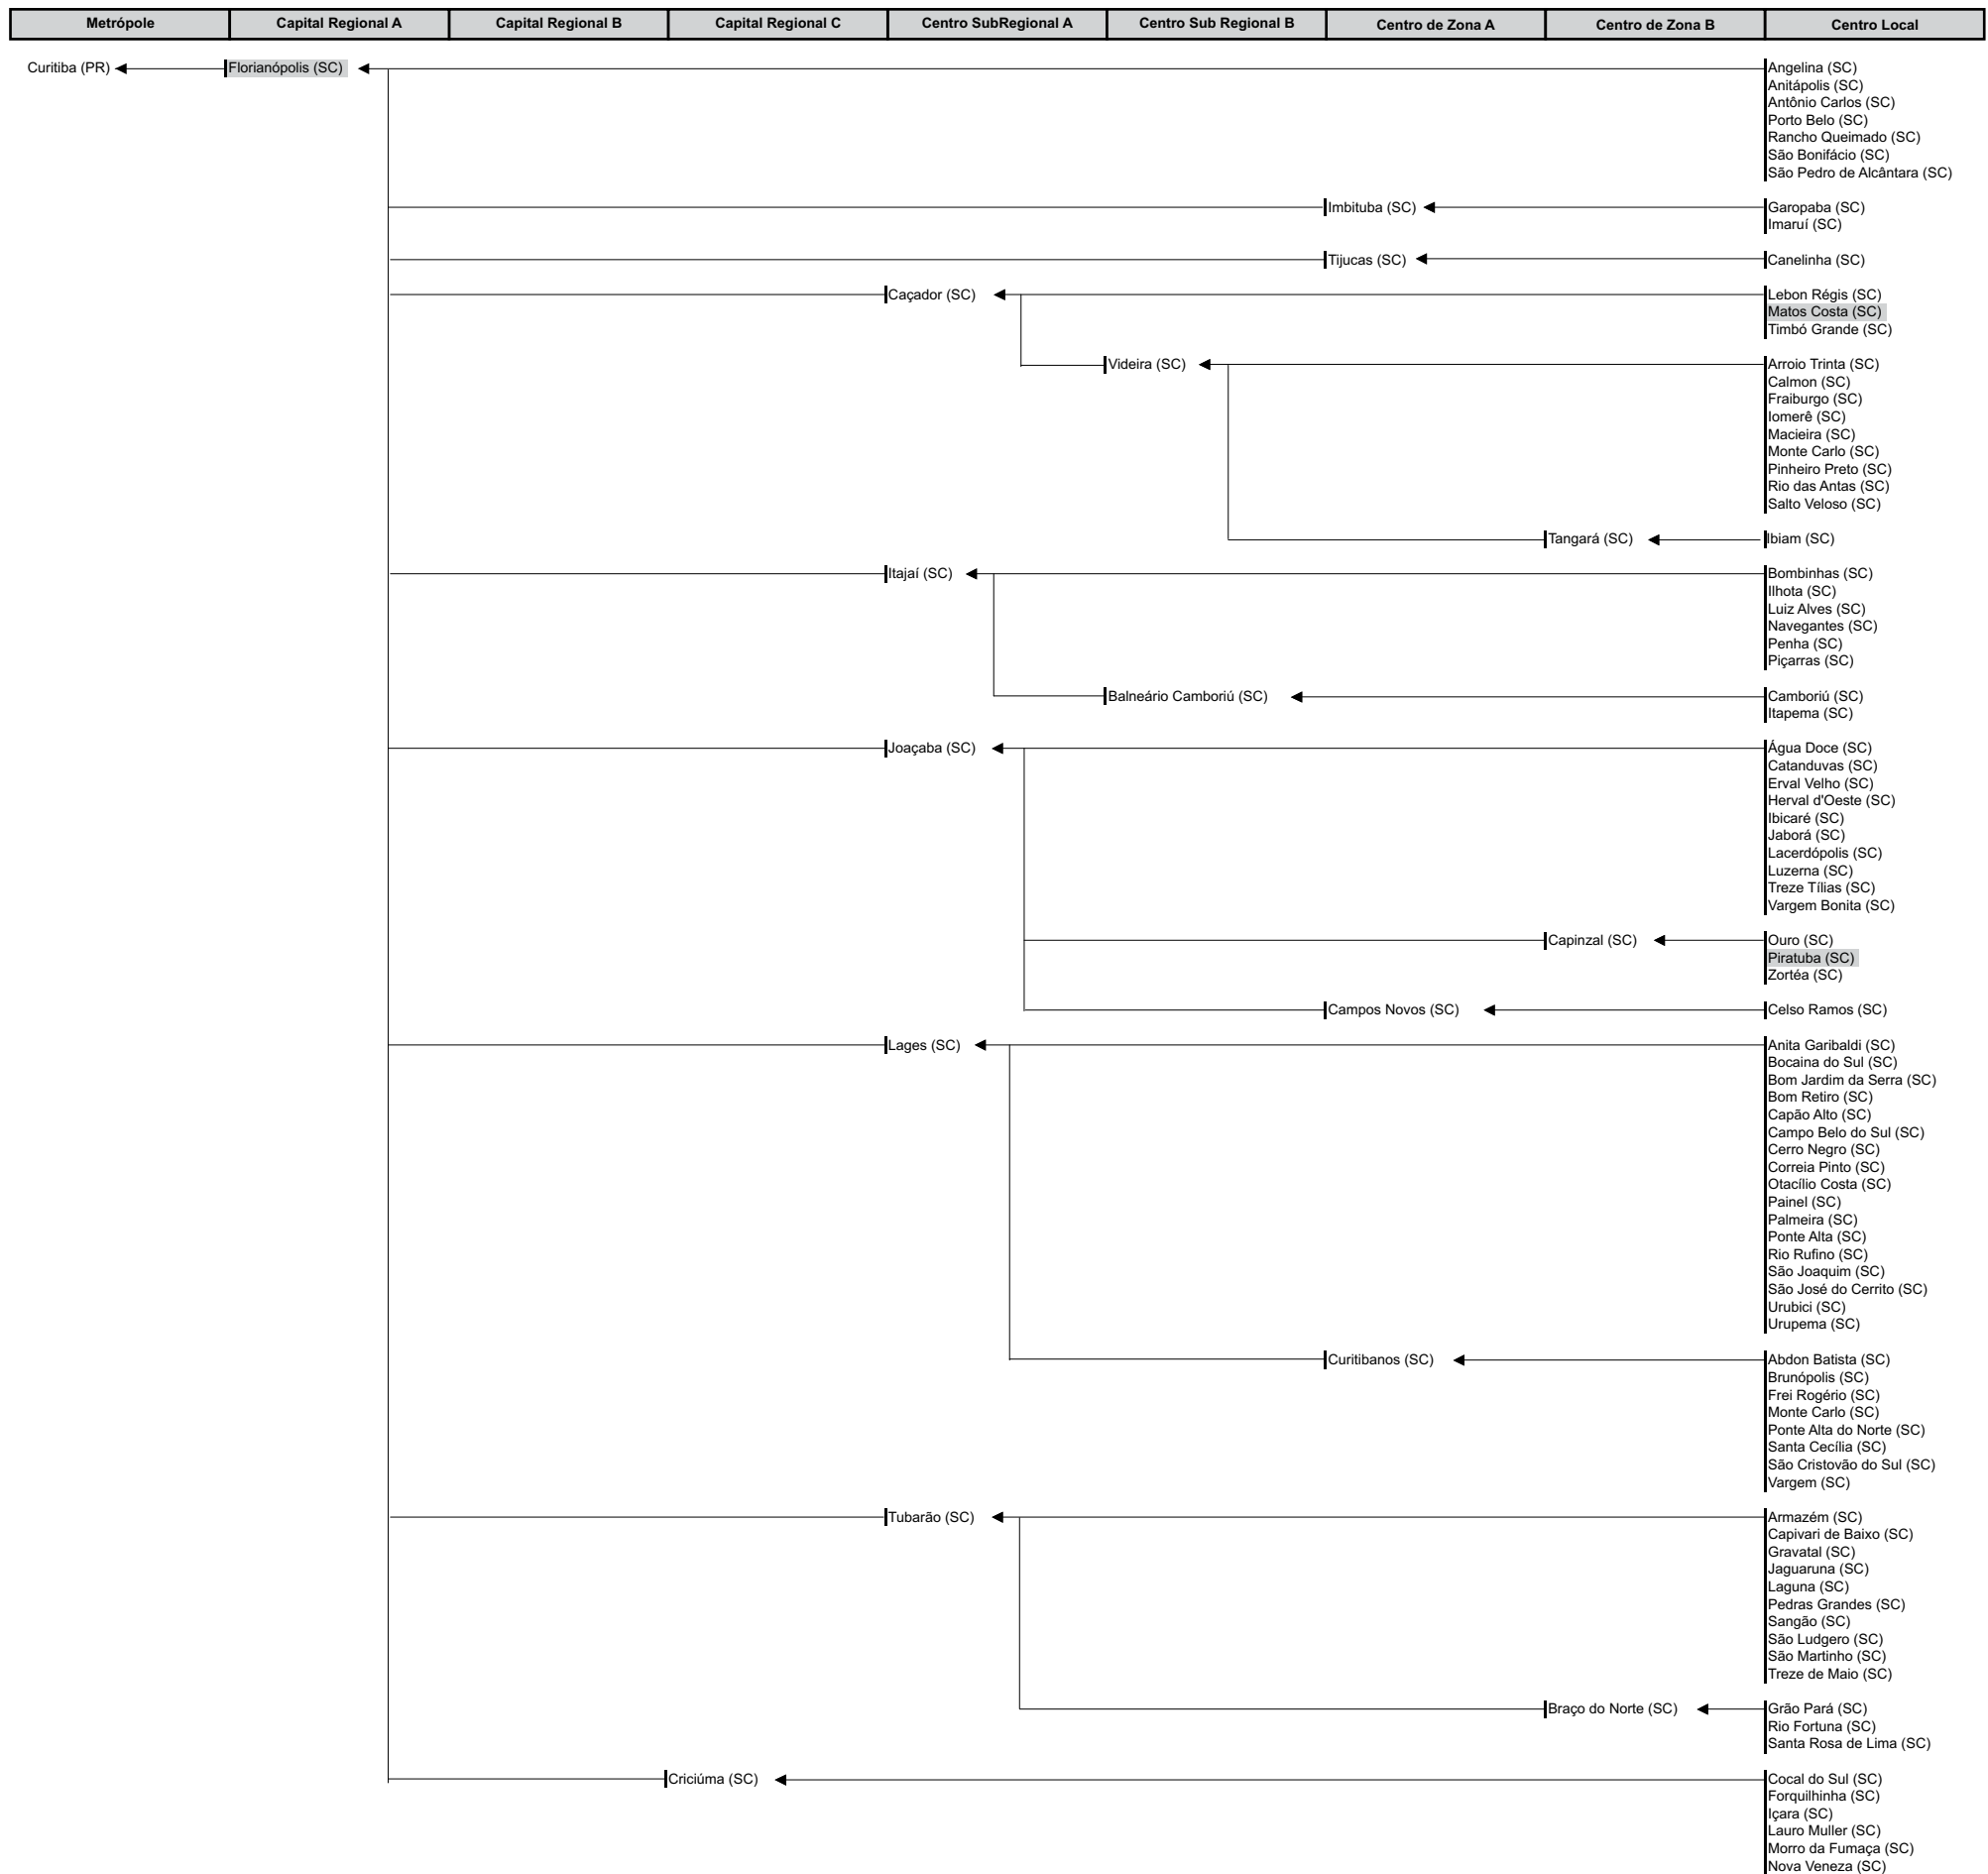 Metrópole
Capital Regional A
Capital Regional B
Capital Regional C
Centro SubRegional A
Centro Sub Regional B
Centro de Zona A
Centro de Zona B
Centro Local
Curitiba (PR)
Florianópolis (SC)
Angelina (SC)
Anitápolis (SC)
Antônio Carlos (SC)
Porto Belo (SC)
Rancho Queimado (SC)
São Bonifácio (SC)
São Pedro de Alcântara (SC)
Imbituba (SC)
Garopaba (SC)
Imaruí (SC)
Tijucas (SC)
Canelinha (SC)
Caçador (SC)
Lebon Régis (SC)
Matos Costa (SC)
Timbó Grande (SC)
Videira (SC)
Arroio Trinta (SC)
Calmon (SC)
Fraiburgo (SC)
Iomerê (SC)
Macieira (SC)
Monte Carlo (SC)
Pinheiro Preto (SC)
Rio das Antas (SC)
Salto Veloso (SC)
Tangará (SC)
Ibiam (SC)
Itajaí (SC)
Bombinhas (SC)
Ilhota (SC)
Luiz Alves (SC)
Navegantes (SC)
Penha (SC)
Piçarras (SC)
Balneário Camboriú (SC)
Camboriú (SC)
Itapema (SC)
Joaçaba (SC)
Água Doce (SC)
Catanduvas (SC)
Erval Velho (SC)
Herval d'Oeste (SC)
Ibicaré (SC)
Jaborá (SC)
Lacerdópolis (SC)
Luzerna (SC)
Treze Tílias (SC)
Vargem Bonita (SC)
Capinzal (SC)
Ouro (SC)
Piratuba (SC)
Zortéa (SC)
Campos Novos (SC)
Celso Ramos (SC)
Lages (SC)
Anita Garibaldi (SC)
Bocaina do Sul (SC)
Bom Jardim da Serra (SC)
Bom Retiro (SC)
Capão Alto (SC)
Campo Belo do Sul (SC)
Cerro Negro (SC)
Correia Pinto (SC)
Otacílio Costa (SC)
Painel (SC)
Palmeira (SC)
Ponte Alta (SC)
Rio Rufino (SC)
São Joaquim (SC)
São José do Cerrito (SC)
Urubici (SC)
Urupema (SC)
Curitibanos (SC)
Abdon Batista (SC)
Brunópolis (SC)
Frei Rogério (SC)
Monte Carlo (SC)
Ponte Alta do Norte (SC)
Santa Cecília (SC)
São Cristovão do Sul (SC)
Vargem (SC)
Tubarão (SC)
Armazém (SC)
Capivari de Baixo (SC)
Gravatal (SC)
Jaguaruna (SC)
Laguna (SC)
Pedras Grandes (SC)
Sangão (SC)
São Ludgero (SC)
São Martinho (SC)
Treze de Maio (SC)
Braço do Norte (SC)
Grão Pará (SC)
Rio Fortuna (SC)
Santa Rosa de Lima (SC)
Criciúma (SC)
Cocal do Sul (SC)
Forquilhinha (SC)
Içara (SC)
Lauro Muller (SC)
Morro da Fumaça (SC)
Nova Veneza (SC)